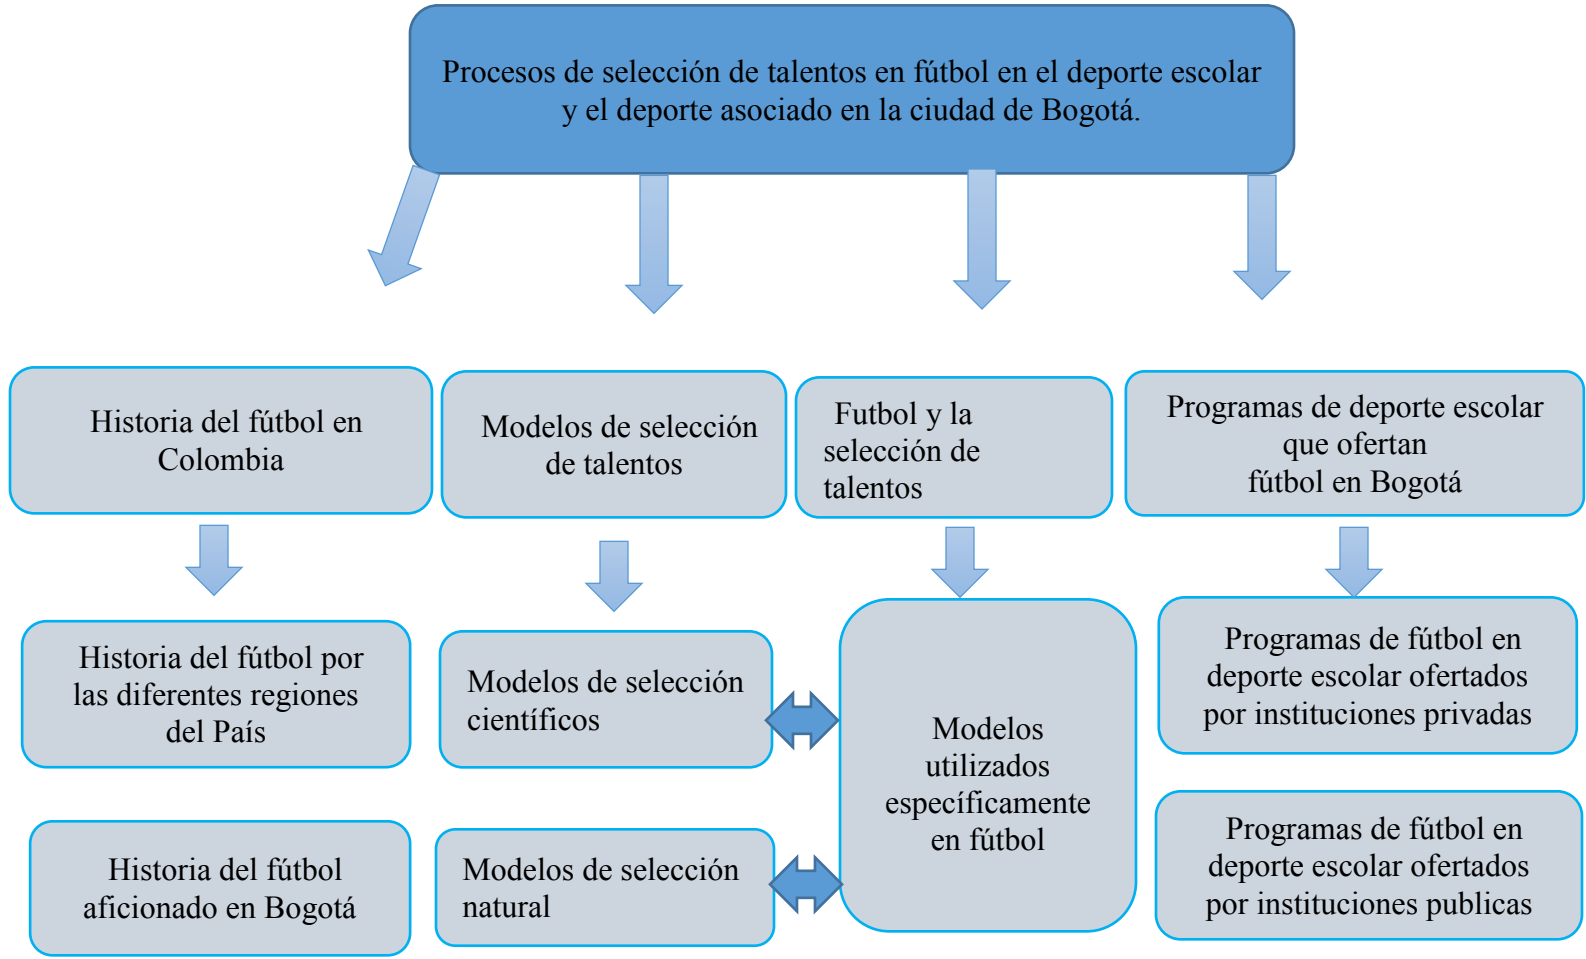 Procesos de selección de talentos en fútbol en el deporte escolar
y el deporte asociado en la ciudad de Bogotá.
Historia del fútbol en
Colombia
Modelos de selección
de talentos
Futbol y la
selección de
talentos
Programas de deporte escolar
que ofertan
fútbol en Bogotá
Historia del fútbol por
las diferentes regiones
del País
Modelos de selección
científicos
Modelos
utilizados
específicamente
en fútbol
Programas de fútbol en
deporte escolar ofertados
por instituciones privadas
Historia del fútbol
aficionado en Bogotá
Modelos de selección
natural
Programas de fútbol en
deporte escolar ofertados
por instituciones publicas